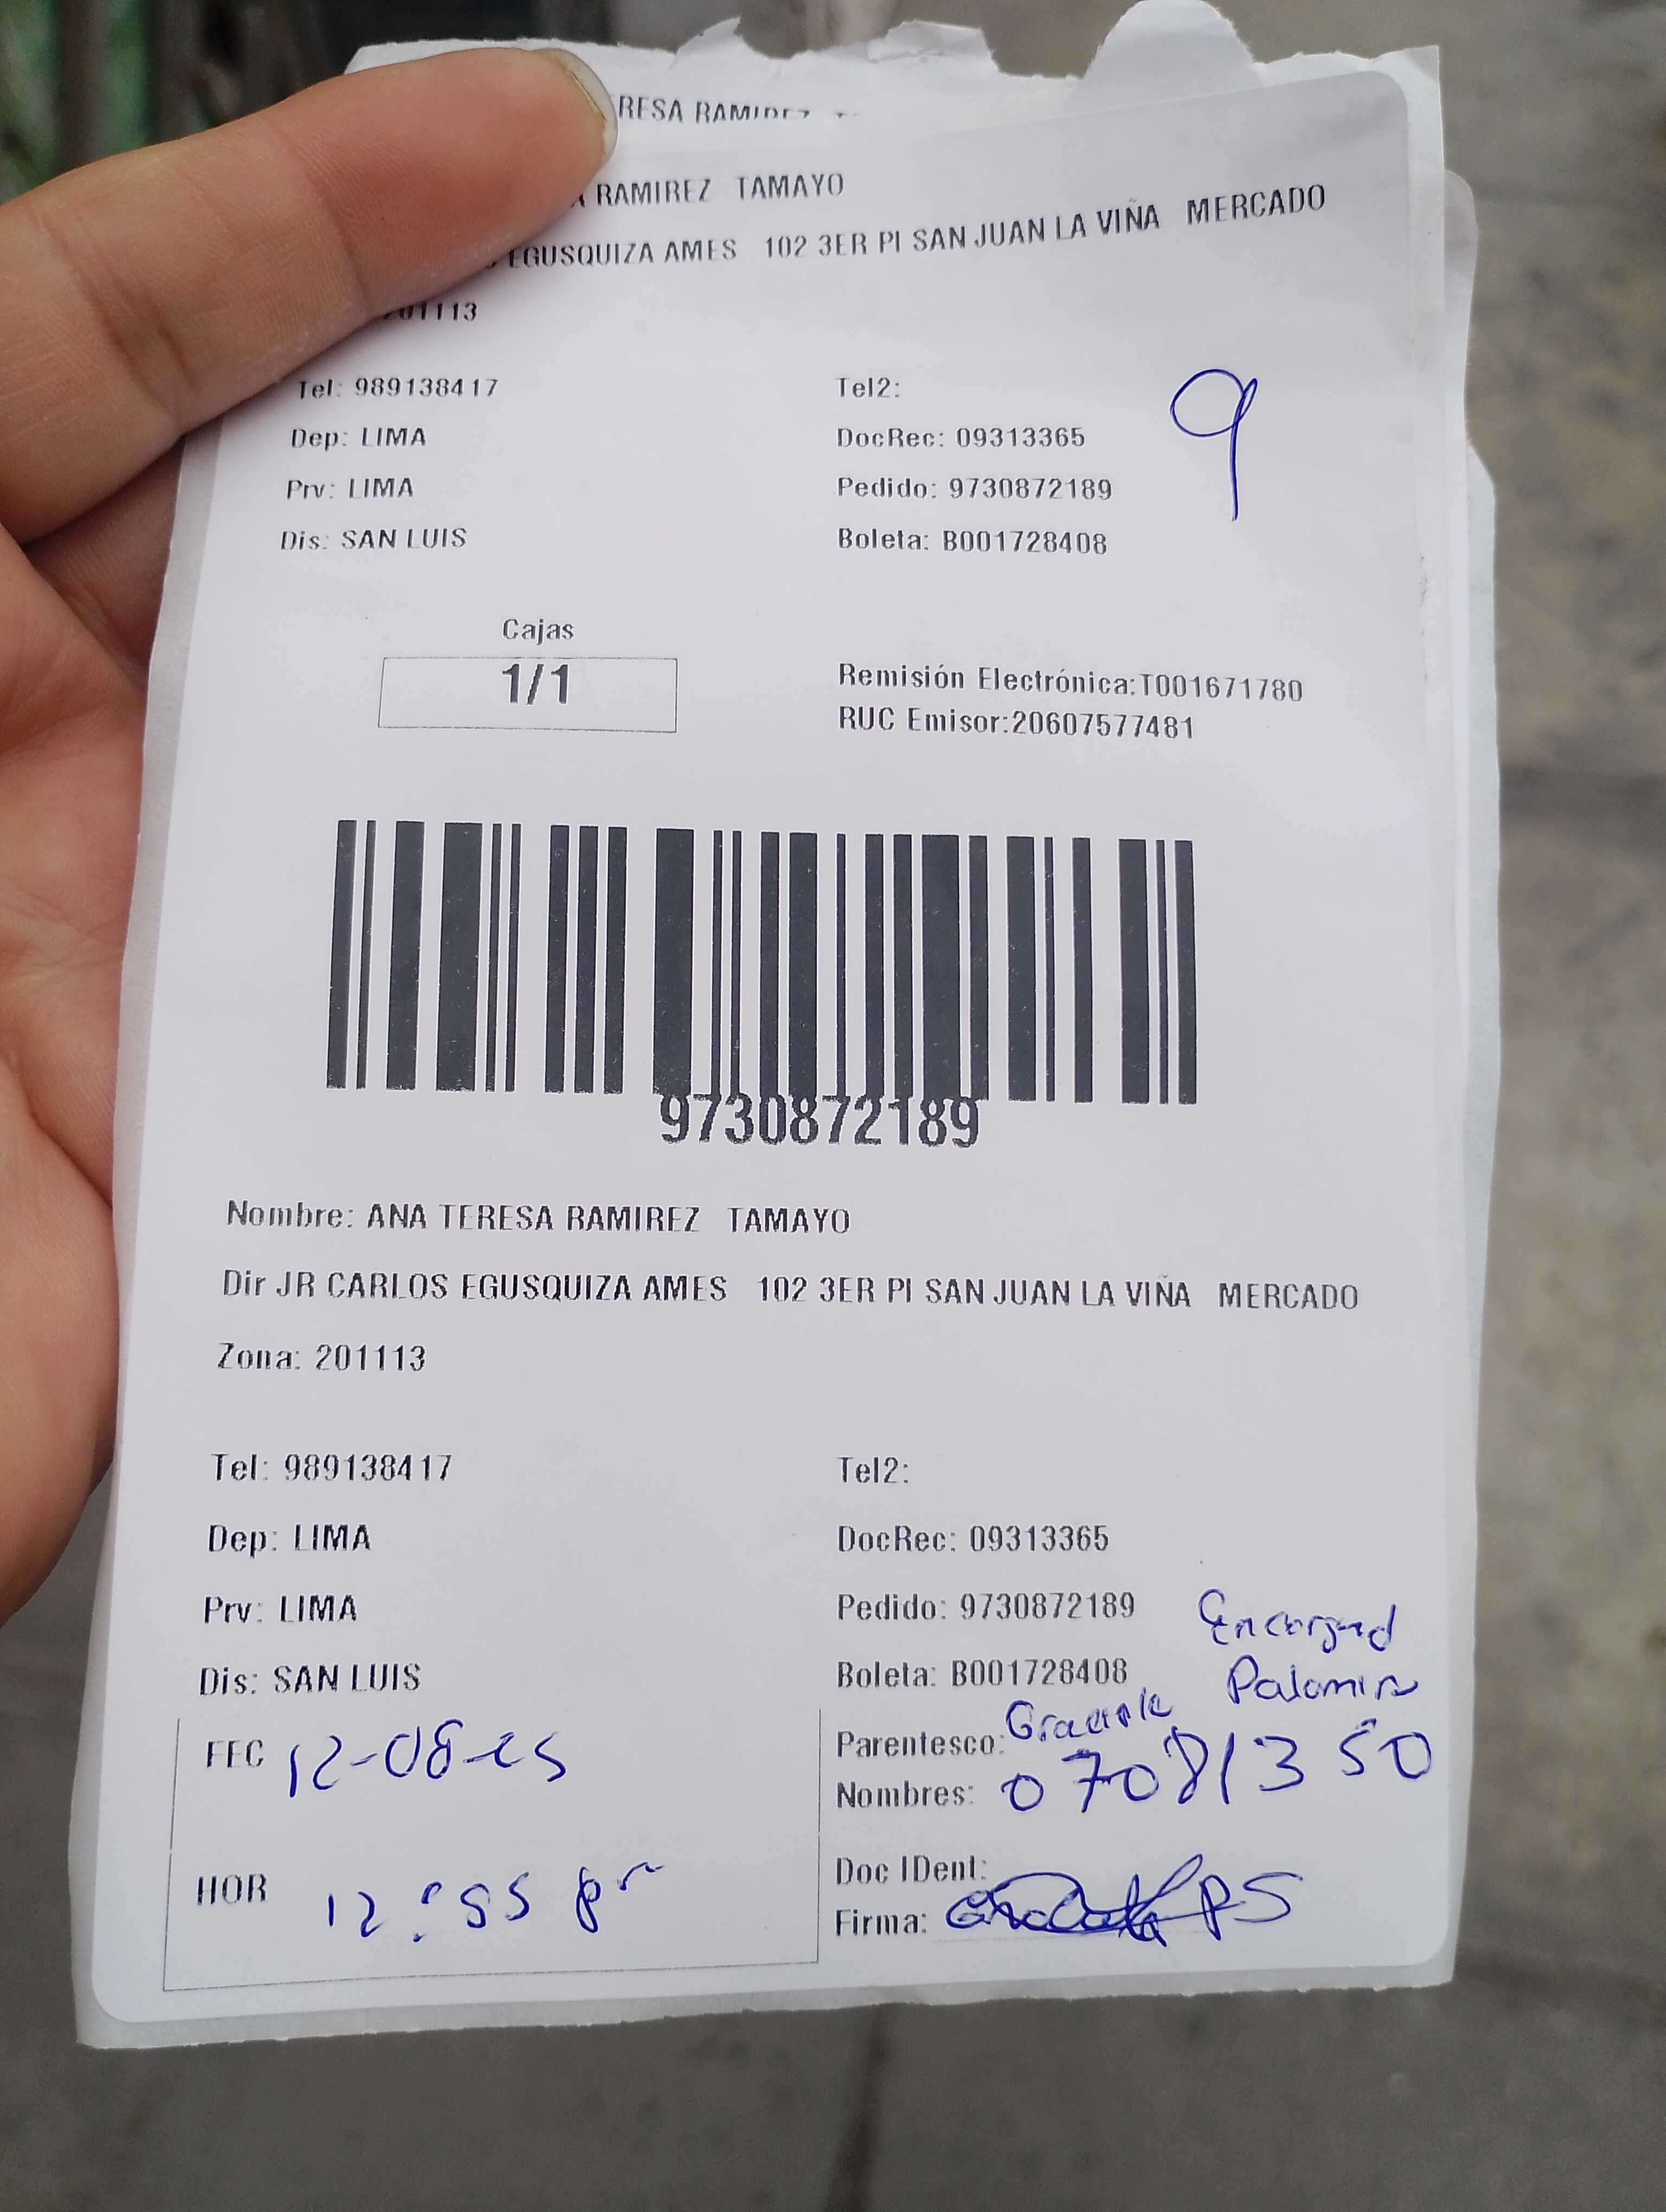 RESA RAMIREZ
RAMIREZ TAMAYO
EGUSQUIZA AMES 102 3ER PI SAN JUAN LA VIÑA MERCADO
201113
Tel: 989138417
Tel2:
9
Dep: LIMA
DocRec: 09313365
Prv: LIMA
Pedido: 9730872189
Dis: SAN LUIS
Boleta: B001728408
Cajas
1/1
Remisión Electrónica:T001671780
RUC Emisor:20607577481
9730872189
Nombre: ANA TERESA RAMIREZ TAMAYO
Dir JR CARLOS EGUSQUIZA AMES 102 3ER PI SAN JUAN LA VIÑA MERCADO
Zona: 201113
Tel: 989138417
Tel2:
Dep: LIMA
DocRec: 09313365
Prv: LIMA
Pedido: 9730872189
Encargad
Dis: SAN LUIS
Boleta: B001728408
Palomin
FEC 12-08-25
Parentesco:
Nombres: 07081350
HOR 12:55 pm
Doc IDent:
Firma: